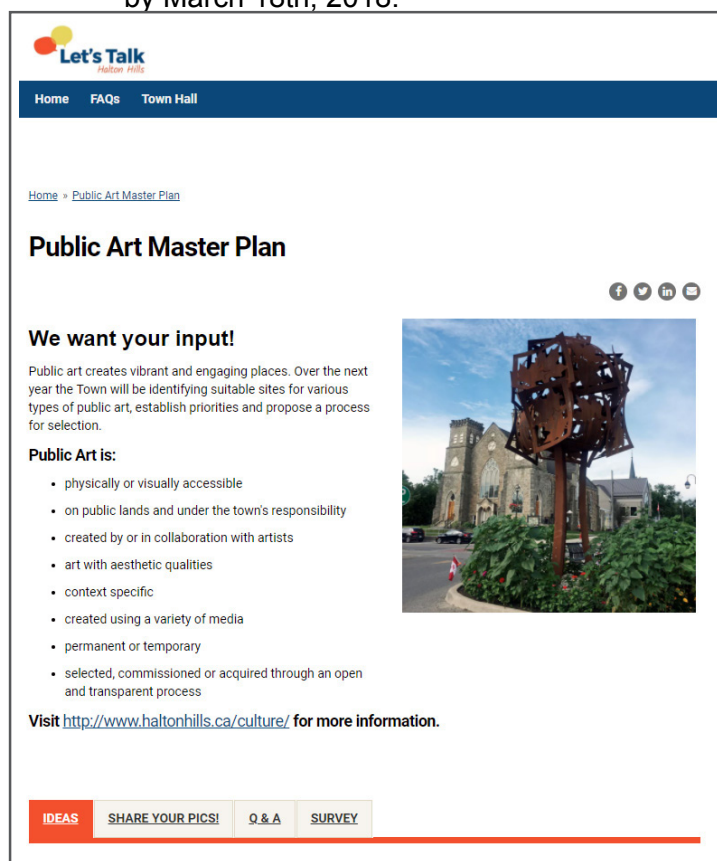 by March 18th, 2018.
Let's Talk
Halton Hills
Home FAQs Town Hall
Home » Public Art Master Plan
Public Art Master Plan
We want your input!
Public art creates vibrant and engaging places. Over the next
year the Town will be identifying suitable sites for various
types of public art, establish priorities and propose a process
for selection.
Public Art is:
• physically or visually accessible
• on public lands and under the town's responsibility
• created by or in collaboration with artists
• art with aesthetic qualities
• context specific
• created using a variety of media
• permanent or temporary
• selected, commissioned or acquired through an open
and transparent process
Visit http://www.haltonhills.ca/culture/ for more information.
IDEAS SHARE YOUR PICS! Q & A SURVEY